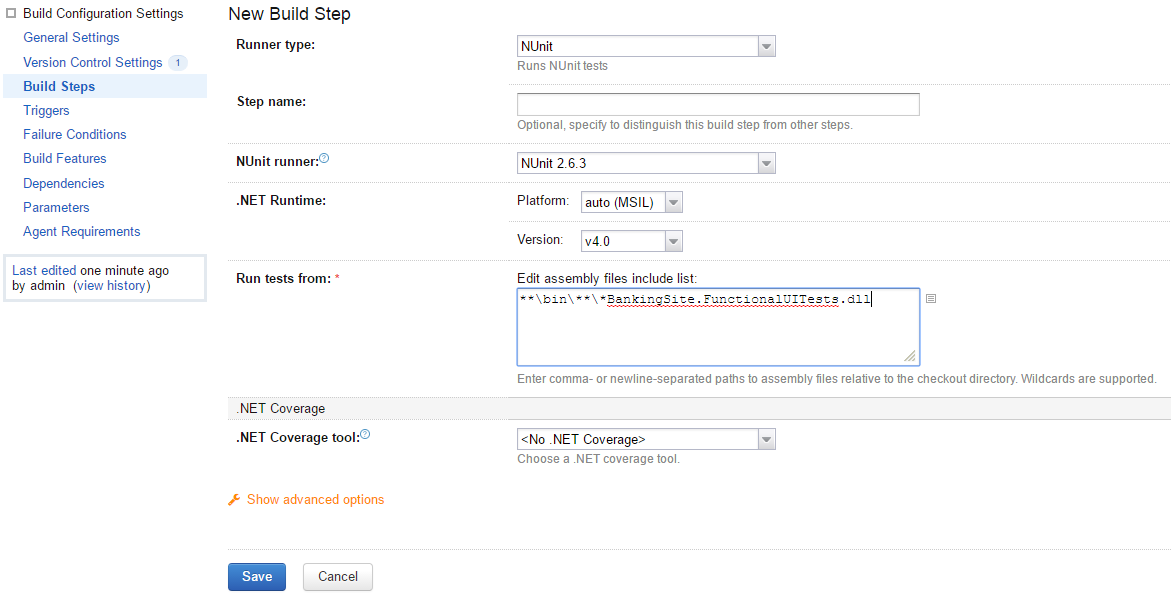 Build Configuration Settings
General Settings
Version Control Settings 1
Build Steps
Triggers
Failure Conditions
Build Features
Dependencies
Parameters
Agent Requirements
Last edited one minute ago
by admin (view history)
New Build Step
Runner type:
NUnit
Runs NUnit tests
Step name:
Optional, specify to distinguish this build step from other steps.
NUnit runner:?
NUnit 2.6.3
.NET Runtime:
Platform: auto (MSIL)
Version: v4.0
Run tests from: *
Edit assembly files include list:
**\bin\**\*BankingSite.FunctionalUITests.dll
Enter comma- or newline-separated paths to assembly files relative to the checkout directory. Wildcards are supported.
.NET Coverage
.NET Coverage tool:?
<No .NET Coverage>
Choose a .NET coverage tool.
Show advanced options
Save
Cancel